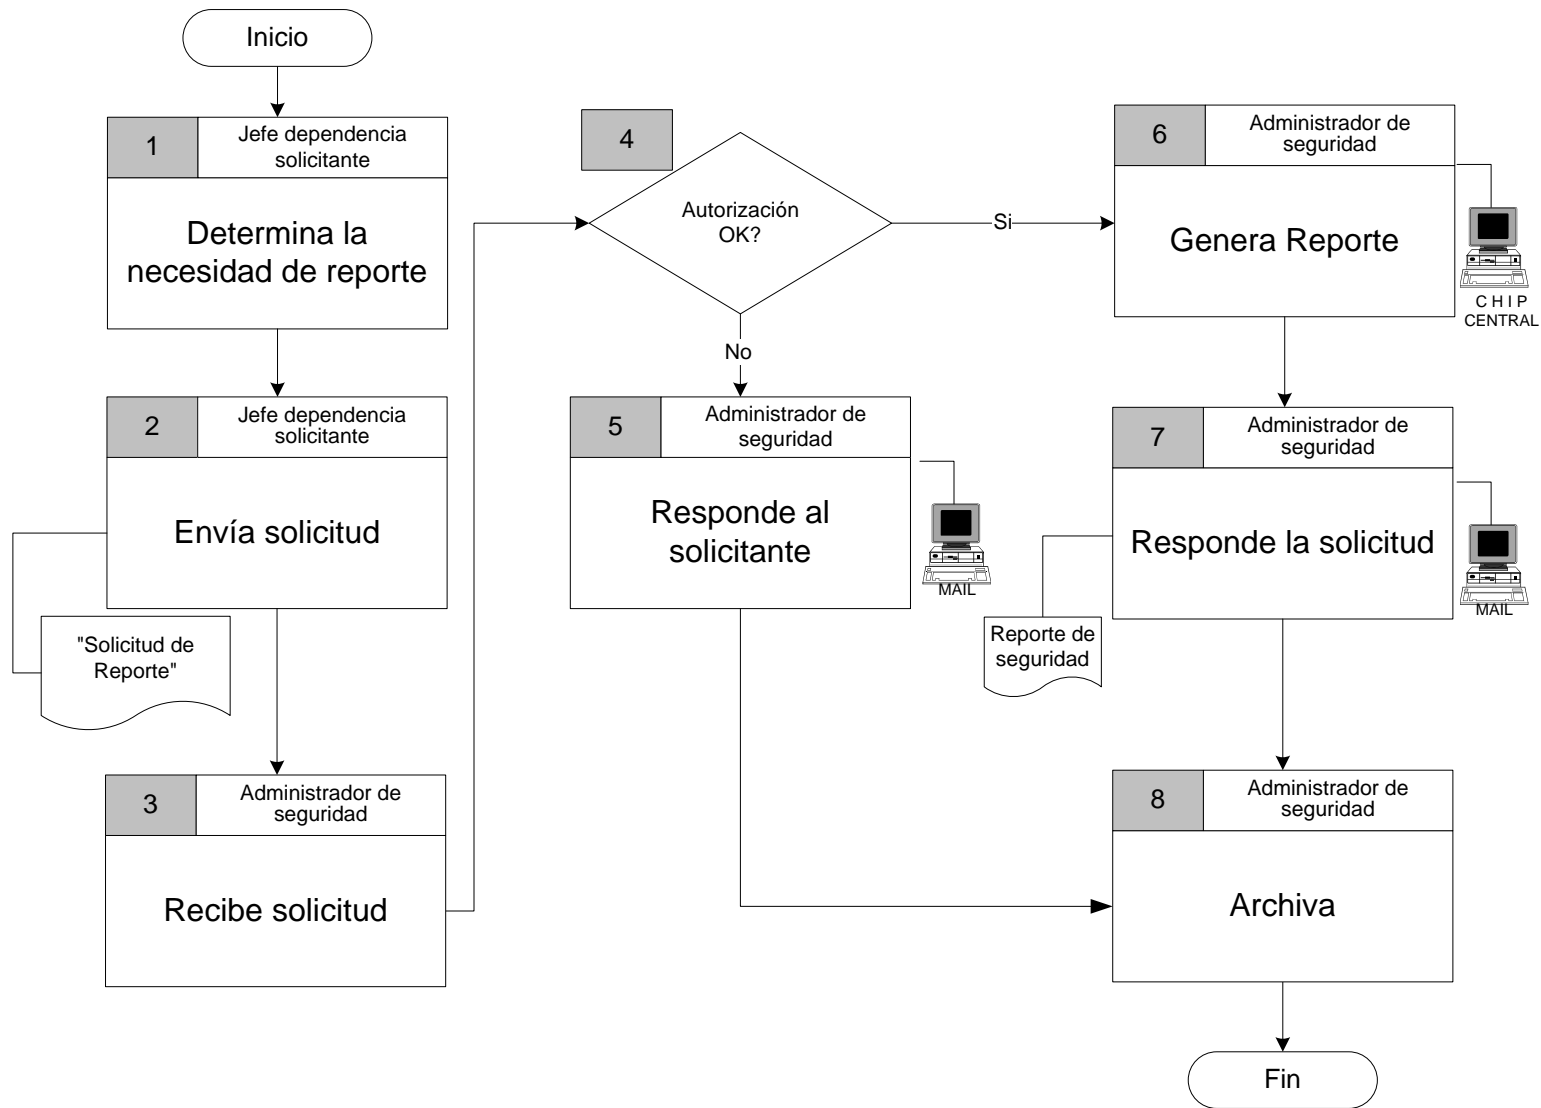 Inicio
1
Jefe dependencia
solicitante
Determina la
necesidad de reporte
2
Jefe dependencia
solicitante
Envía solicitud
"Solicitud de
Reporte"
3
Administrador de
seguridad
Recibe solicitud
4
Autorización
OK?
Si
No
5
Administrador de
seguridad
Responde al
solicitante
MAIL
6
Administrador de
seguridad
Genera Reporte
C H I P
CENTRAL
7
Administrador de
seguridad
Responde la solicitud
MAIL
Reporte de
seguridad
8
Administrador de
seguridad
Archiva
Fin